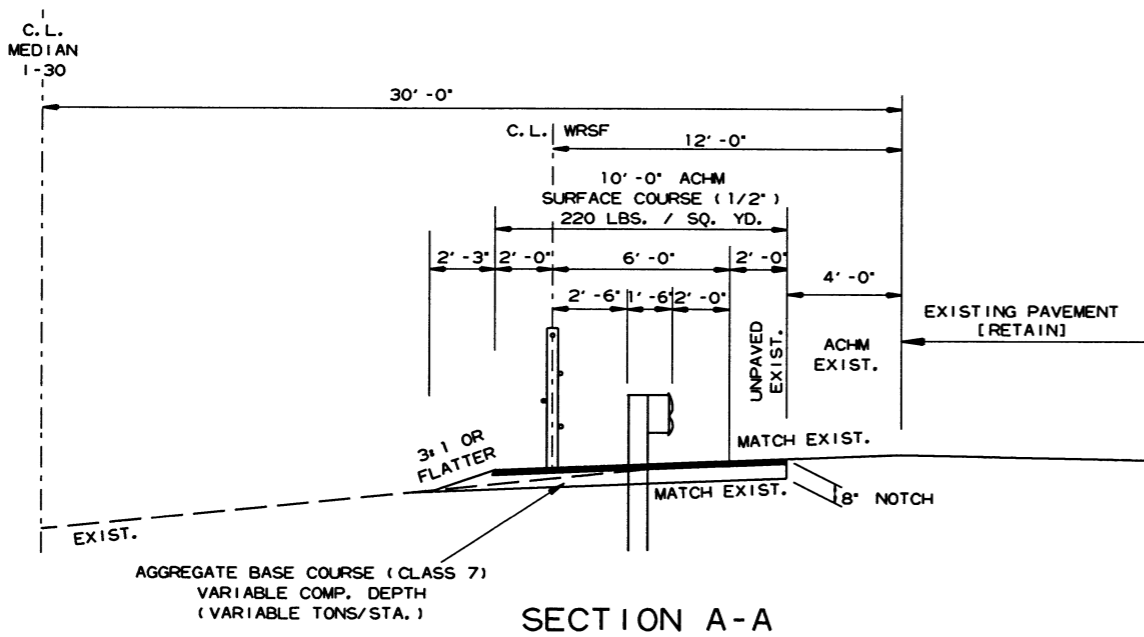 C.L.
MEDIAN
I-30
30'-0"
C.L. WRSF
12'-0"
10'-0" ACHM
SURFACE COURSE (1/2")
220 LBS. / SQ. YD.
2'-3" 2'-0" 6'-0" 2'-0"
4'-0"
2'-6" 1'-6" 2'-0"
EXISTING PAVEMENT
[RETAIN]
UNPAVED
EXIST.
ACHM
EXIST.
3:1 OR
FLATTER
MATCH EXIST.
MATCH EXIST.
8" NOTCH
EXIST.
AGGREGATE BASE COURSE (CLASS 7)
VARIABLE COMP. DEPTH
(VARIABLE TONS/STA.)
SECTION A-A